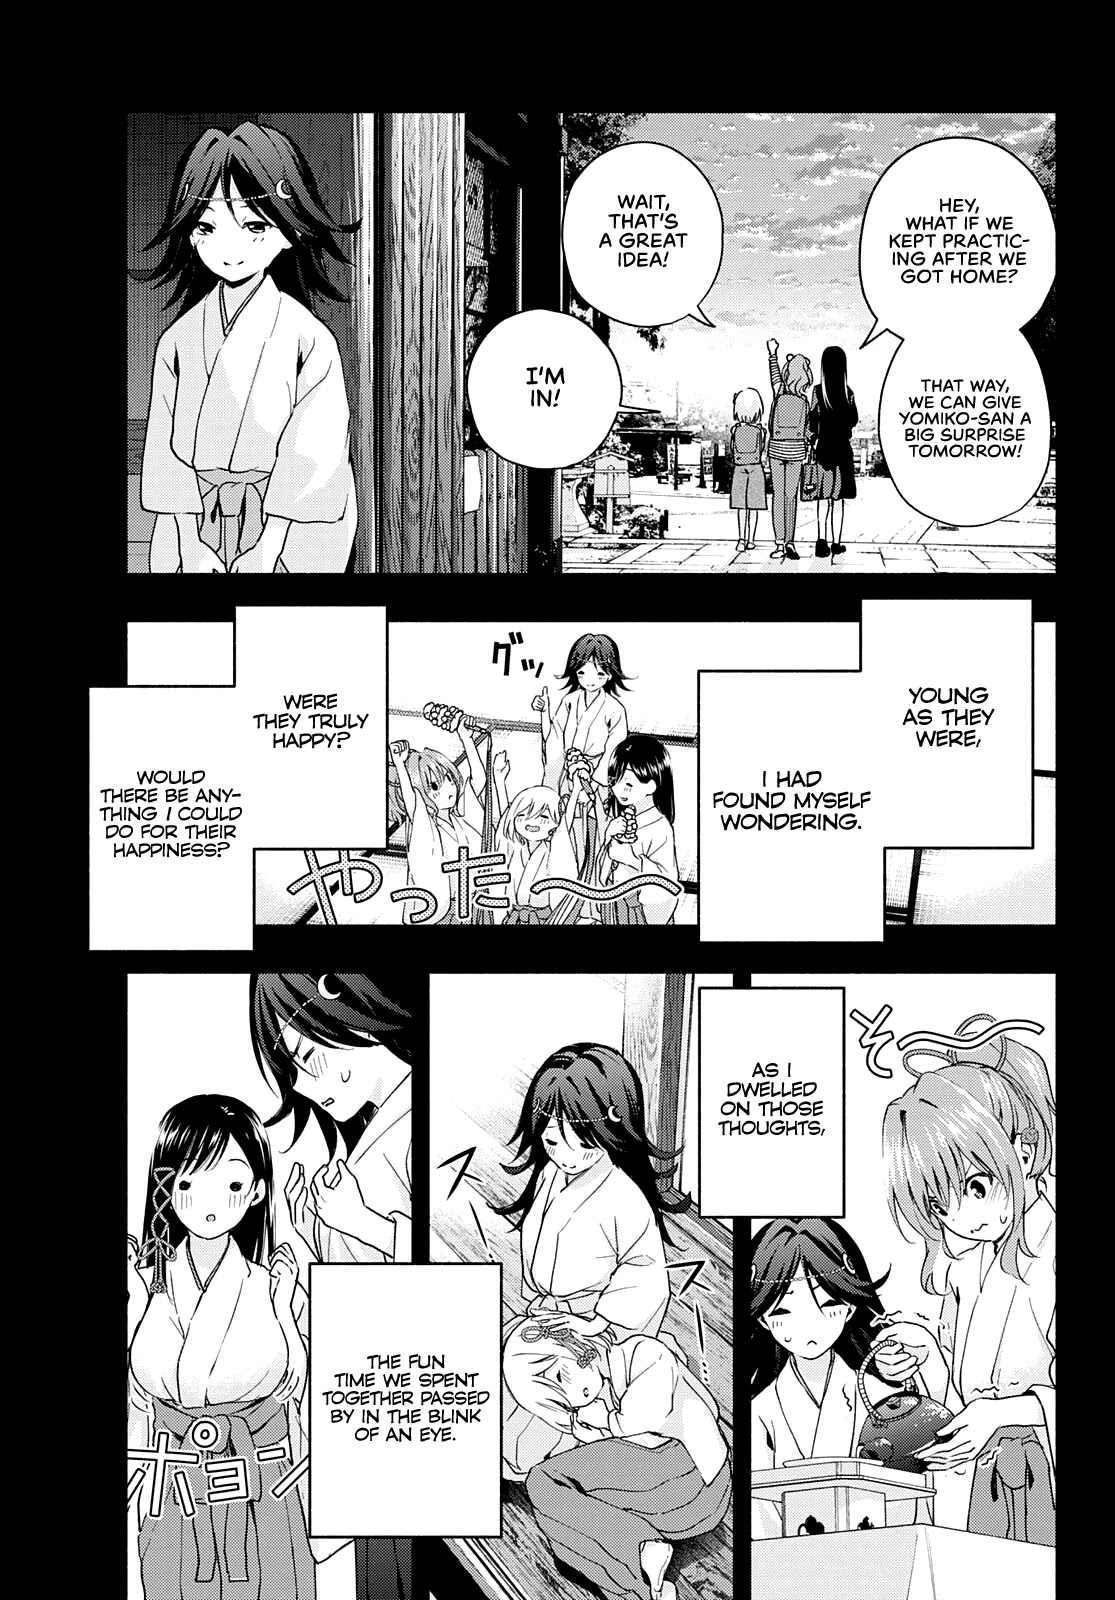 HEY,
WHAT IF WE
KEPT PRACTIC-
ING AFTER WE
GOT HOME?
THAT WAY,
WE CAN GIVE
YOMIKO-SAN A
BIG SURPRISE
TOMORROW!
WAIT,
THAT'S
A GREAT
IDEA!
I'M
IN!
YOUNG
AS THEY
WERE,
I HAD
FOUND MYSELF
WONDERING.
グッ
やったー
WERE
THEY TRULY
HAPPY?
WOULD
THERE BE ANY-
THING I COULD
DO FOR THEIR
HAPPINESS?
そ〜
AS I
DWELLED
ON THOSE
THOUGHTS,
THE FUN
TIME WE SPENT
TOGETHER PASSED
BY IN THE BLINK
OF AN EYE.
ポョン